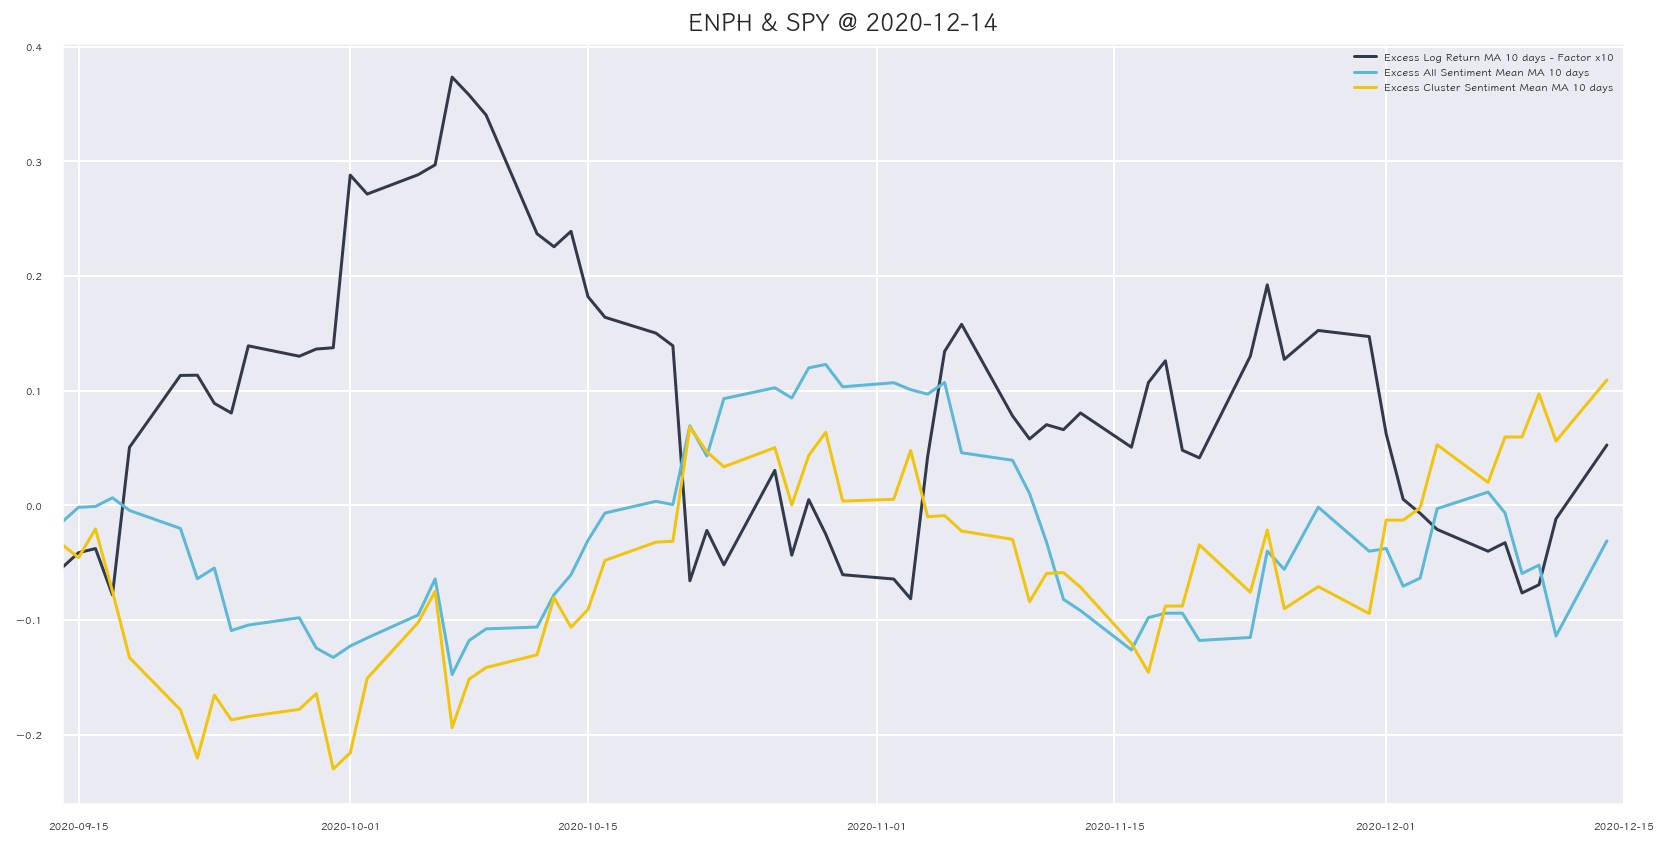 ENPH & SPY @ 2020-12-14
Excess Log Return MA 10 days - Factor x10
Excess All Sentiment Mean MA 10 days
Excess Cluster Sentiment Mean MA 10 days
0.4
0.3
0.2
0.1
0.0
−0.1
−0.2
2020-09-15 2020-10-01 2020-10-15 2020-11-01 2020-11-15 2020-12-01 2020-12-15